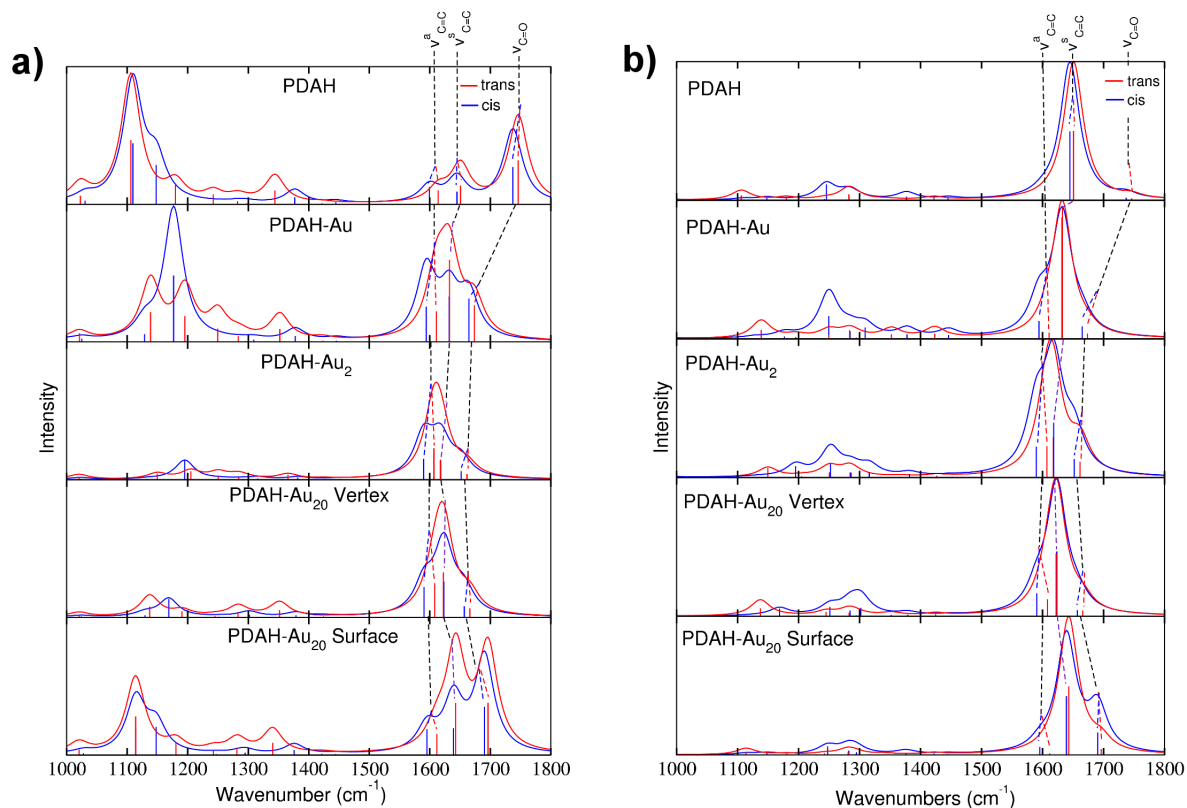 a)
νᵃC=C
νˢC=C
νC=O
PDAH
trans
cis
PDAH-Au
PDAH-Au₂
PDAH-Au₂₀ Vertex
PDAH-Au₂₀ Surface
Intensity
1000 1100 1200 1300 1400 1500 1600 1700 1800
Wavenumber (cm⁻¹)
b)
νᵃC=C
νˢC=C
νC=O
PDAH
trans
cis
PDAH-Au
PDAH-Au₂
PDAH-Au₂₀ Vertex
PDAH-Au₂₀ Surface
Intensity
1000 1100 1200 1300 1400 1500 1600 1700 1800
Wavenumbers (cm⁻¹)